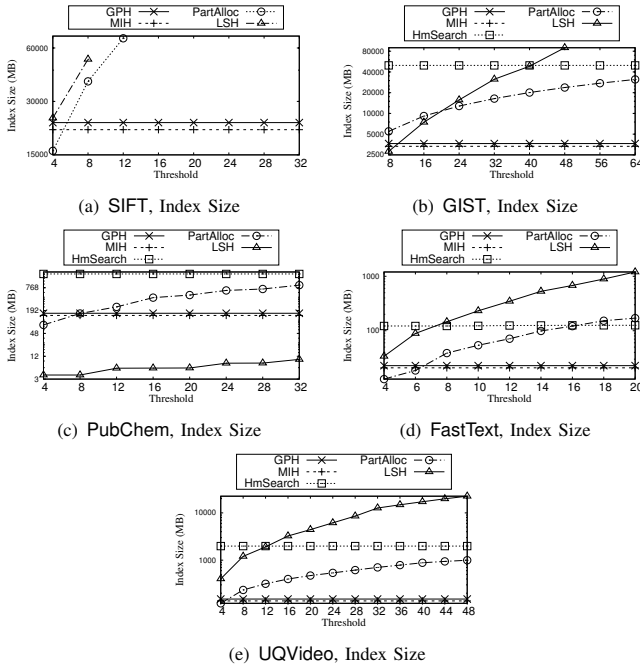 GPH PartAlloc
MIH LSH
Index Size (MB)
60000
30000
15000
4 8 12 16 20 24 28 32
Threshold
(a) SIFT, Index Size
GPH PartAlloc
MIH LSH
HmSearch
Index Size (MB)
80000
40000
20000
10000
5000
2500
8 16 24 32 40 48 56 64
Threshold
(b) GIST, Index Size
GPH PartAlloc
MIH LSH
HmSearch
Index Size (MB)
768
192
48
12
3
4 8 12 16 20 24 28 32
Threshold
(c) PubChem, Index Size
GPH PartAlloc
MIH LSH
HmSearch
Index Size (MB)
1000
100
4 6 8 10 12 14 16 18 20
Threshold
(d) FastText, Index Size
GPH PartAlloc
MIH LSH
HmSearch
Index Size (MB)
10000
1000
4 8 12 16 20 24 28 32 36 40 44 48
Threshold
(e) UQVideo, Index Size